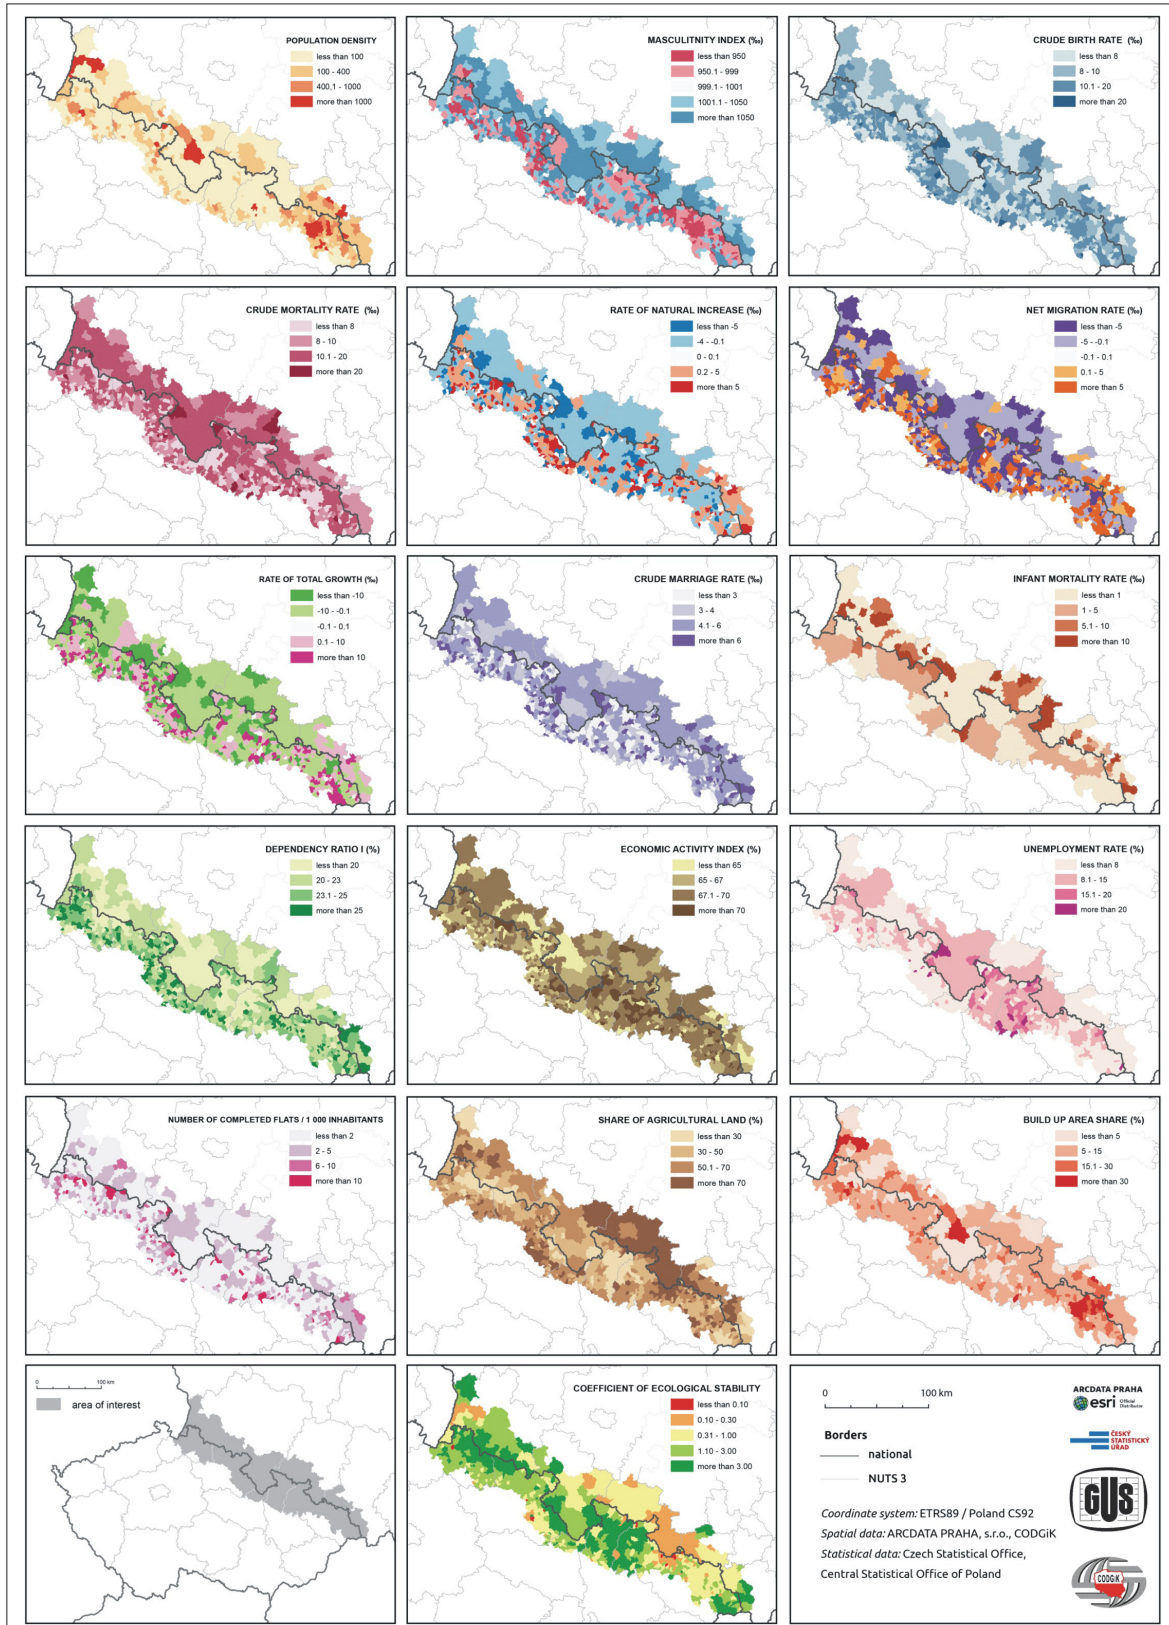 POPULATION DENSITY
less than 100
100 - 400
400,1 - 1000
more than 1000
MASCULITNITY INDEX (‰)
less than 950
950.1 - 999
999.1 - 1001
1001.1 - 1050
more than 1050
CRUDE BIRTH RATE (‰)
less than 8
8 - 10
10.1 - 20
more than 20
CRUDE MORTALITY RATE (‰)
less than 8
8 - 10
10.1 - 20
more than 20
RATE OF NATURAL INCREASE (‰)
less than -5
-4 - -0.1
0 - 0.1
0.2 - 5
more than 5
NET MIGRATION RATE (‰)
less than -5
-5 - -0.1
-0.1 - 0.1
0.1 - 5
more than 5
RATE OF TOTAL GROWTH (‰)
less than -10
-10 - -0.1
-0.1 - 0.1
0.1 - 10
more than 10
CRUDE MARRIAGE RATE (‰)
less than 3
3 - 4
4.1 - 6
more than 6
INFANT MORTALITY RATE (‰)
less than 1
1 - 5
5.1 - 10
more than 10
DEPENDENCY RATIO I (%)
less than 20
20 - 23
23.1 - 25
more than 25
ECONOMIC ACTIVITY INDEX (%)
less than 65
65 - 67
67.1 - 70
more than 70
UNEMPLOYMENT RATE (%)
less than 8
8.1 - 15
15.1 - 20
more than 20
NUMBER OF COMPLETED FLATS / 1 000 INHABITANTS
less than 2
2 - 5
6 - 10
more than 10
SHARE OF AGRICULTURAL LAND (%)
less than 30
30 - 50
50.1 - 70
more than 70
BUILD UP AREA SHARE (%)
less than 5
5 - 15
15.1 - 30
more than 30
0 100 km
area of interest
COEFFICIENT OF ECOLOGICAL STABILITY
less than 0.10
0.10 - 0.30
0.31 - 1.00
1.10 - 3.00
more than 3.00
0 100 km
Borders
national
NUTS 3
Coordinate system: ETRS89 / Poland CS92
Spatial data: ARCDATA PRAHA, s.r.o., CODGiK
Statistical data: Czech Statistical Office,
Central Statistical Office of Poland
ARCDATA PRAHA
esri Official
Distributor
ČESKÝ
STATISTICKÝ
ÚŘAD
GUS
CODGiK